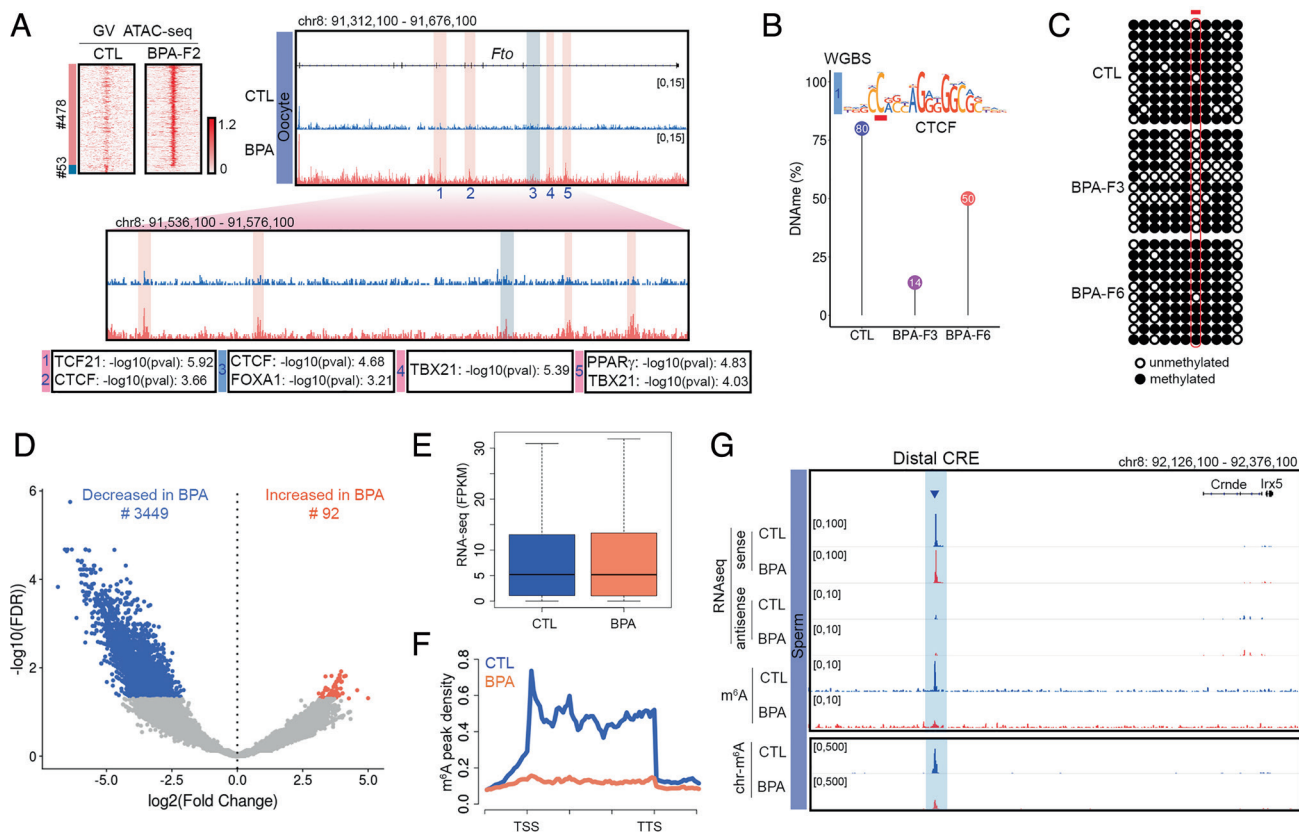 A
GV ATAC-seq
CTL BPA-F2
#478
#53
1.2
0
chr8: 91,312,100 - 91,676,100
Oocyte
Fto
[0,15]
CTL
[0,15]
BPA
1 2 3 4 5
chr8: 91,536,100 - 91,576,100
1 TCF21: -log10(pval): 5.92
2 CTCF: -log10(pval): 3.66
3 CTCF: -log10(pval): 4.68
FOXA1: -log10(pval): 3.21
4 TBX21: -log10(pval): 5.39
5 PPARγ: -log10(pval): 4.83
TBX21: -log10(pval): 4.03
B
WGBS
1
CTCF
DNAme (%)
100
75
50
25
0
80
14
50
CTL BPA-F3 BPA-F6
C
CTL
BPA-F3
BPA-F6
unmethylated
methylated
D
Decreased in BPA
# 3449
Increased in BPA
# 92
-log10(FDR)
6
4
2
0
-5.0 -2.5 0.0 2.5 5.0
log2(Fold Change)
E
RNA-seq (FPKM)
30
20
10
5
0
CTL BPA
F
m⁶A peak density
0.8
0.6
0.4
0.2
0.0
CTL
BPA
TSS TTS
G
Distal CRE
chr8: 92,126,100 - 92,376,100
Crnde Irx5
Sperm
RNAseq
sense
CTL [0,100]
BPA [0,100]
antisense
CTL [0,10]
BPA [0,10]
m⁶A
CTL [0,10]
BPA [0,10]
chr-m⁶A
CTL [0,500]
BPA [0,500]